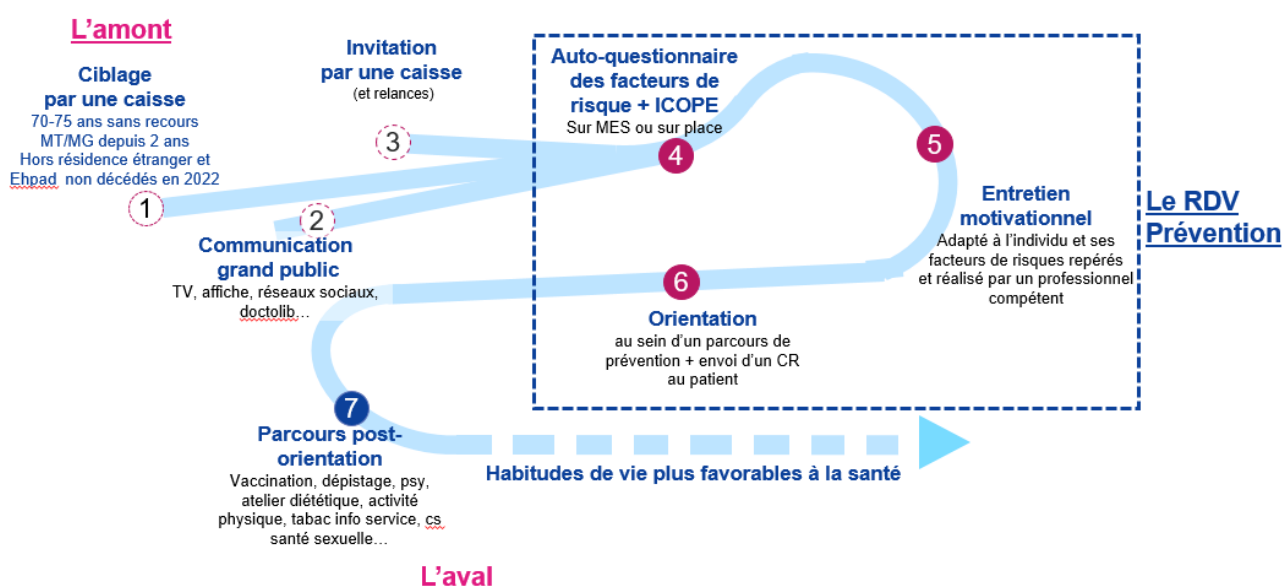 L'amont
Ciblage
par une caisse
70-75 ans sans recours
MT/MG depuis 2 ans
Hors résidence étranger et
Ehpad  non décédés en 2022
1
2
Communication
grand public
TV, affiche, réseaux sociaux,
doctolib…
Invitation
par une caisse
(et relances)
3
Auto-questionnaire
des facteurs de
risque + ICOPE
Sur MES ou sur place
4
5
Entretien
motivationnel
Adapté à l'individu et ses
facteurs de risques repérés
et réalisé par un professionnel
compétent
Le RDV
Prévention
6
Orientation
au sein d'un parcours de
prévention + envoi d'un CR
au patient
7
Parcours post-
orientation
Vaccination, dépistage, psy,
atelier diététique, activité
physique, tabac info service, cs
santé sexuelle…
Habitudes de vie plus favorables à la santé
L'aval